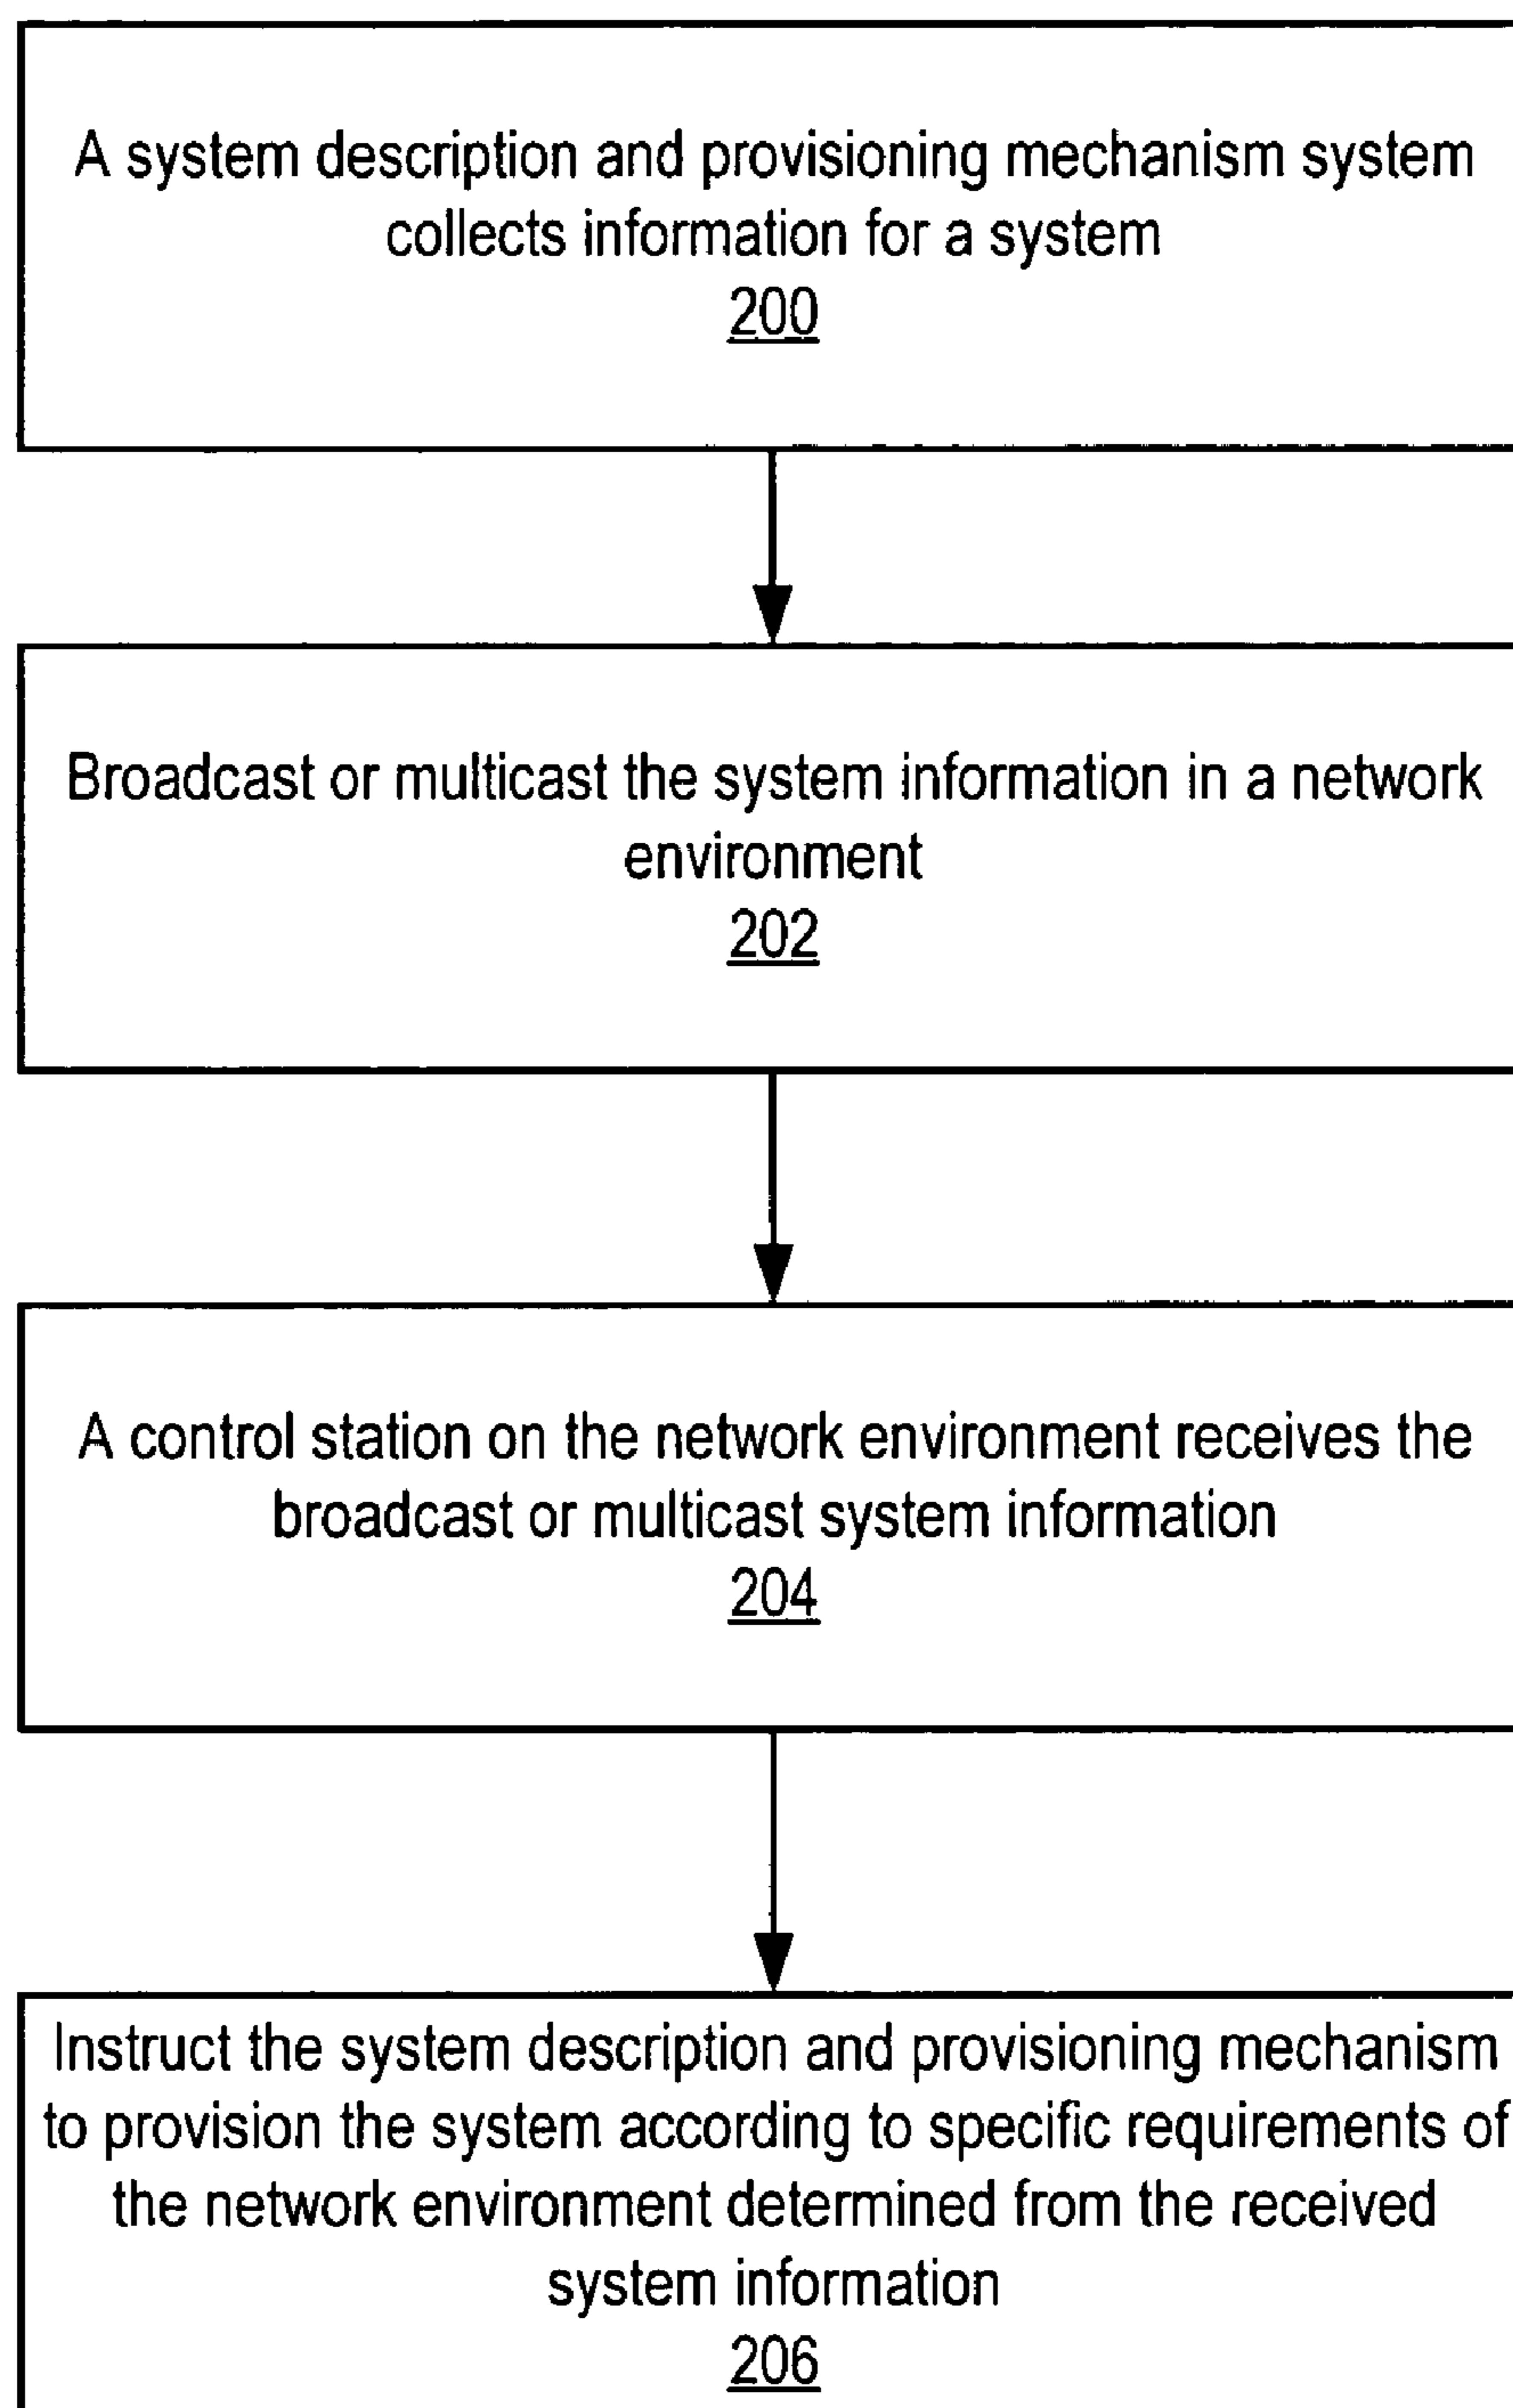 A system description and provisioning mechanism system
collects information for a system
200
Broadcast or multicast the system information in a network
environment
202
A control station on the network environment receives the
broadcast or multicast system information
204
Instruct the system description and provisioning mechanism
to provision the system according to specific requirements of
the network environment determined from the received
system information
206